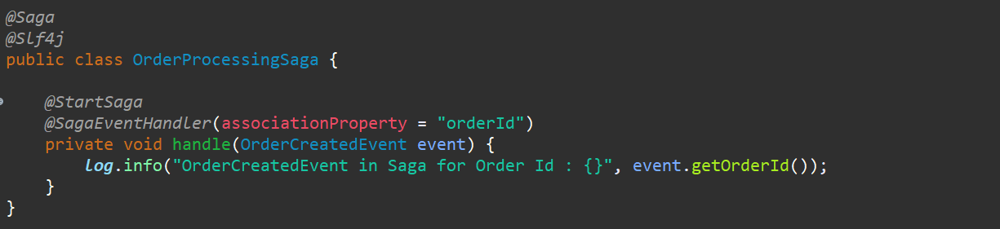 @Saga
@Slf4j
public class OrderProcessingSaga {
@StartSaga
@SagaEventHandler(associationProperty = "orderId")
private void handle(OrderCreatedEvent event) {
log.info("OrderCreatedEvent in Saga for Order Id : {}", event.getOrderId());
}
}